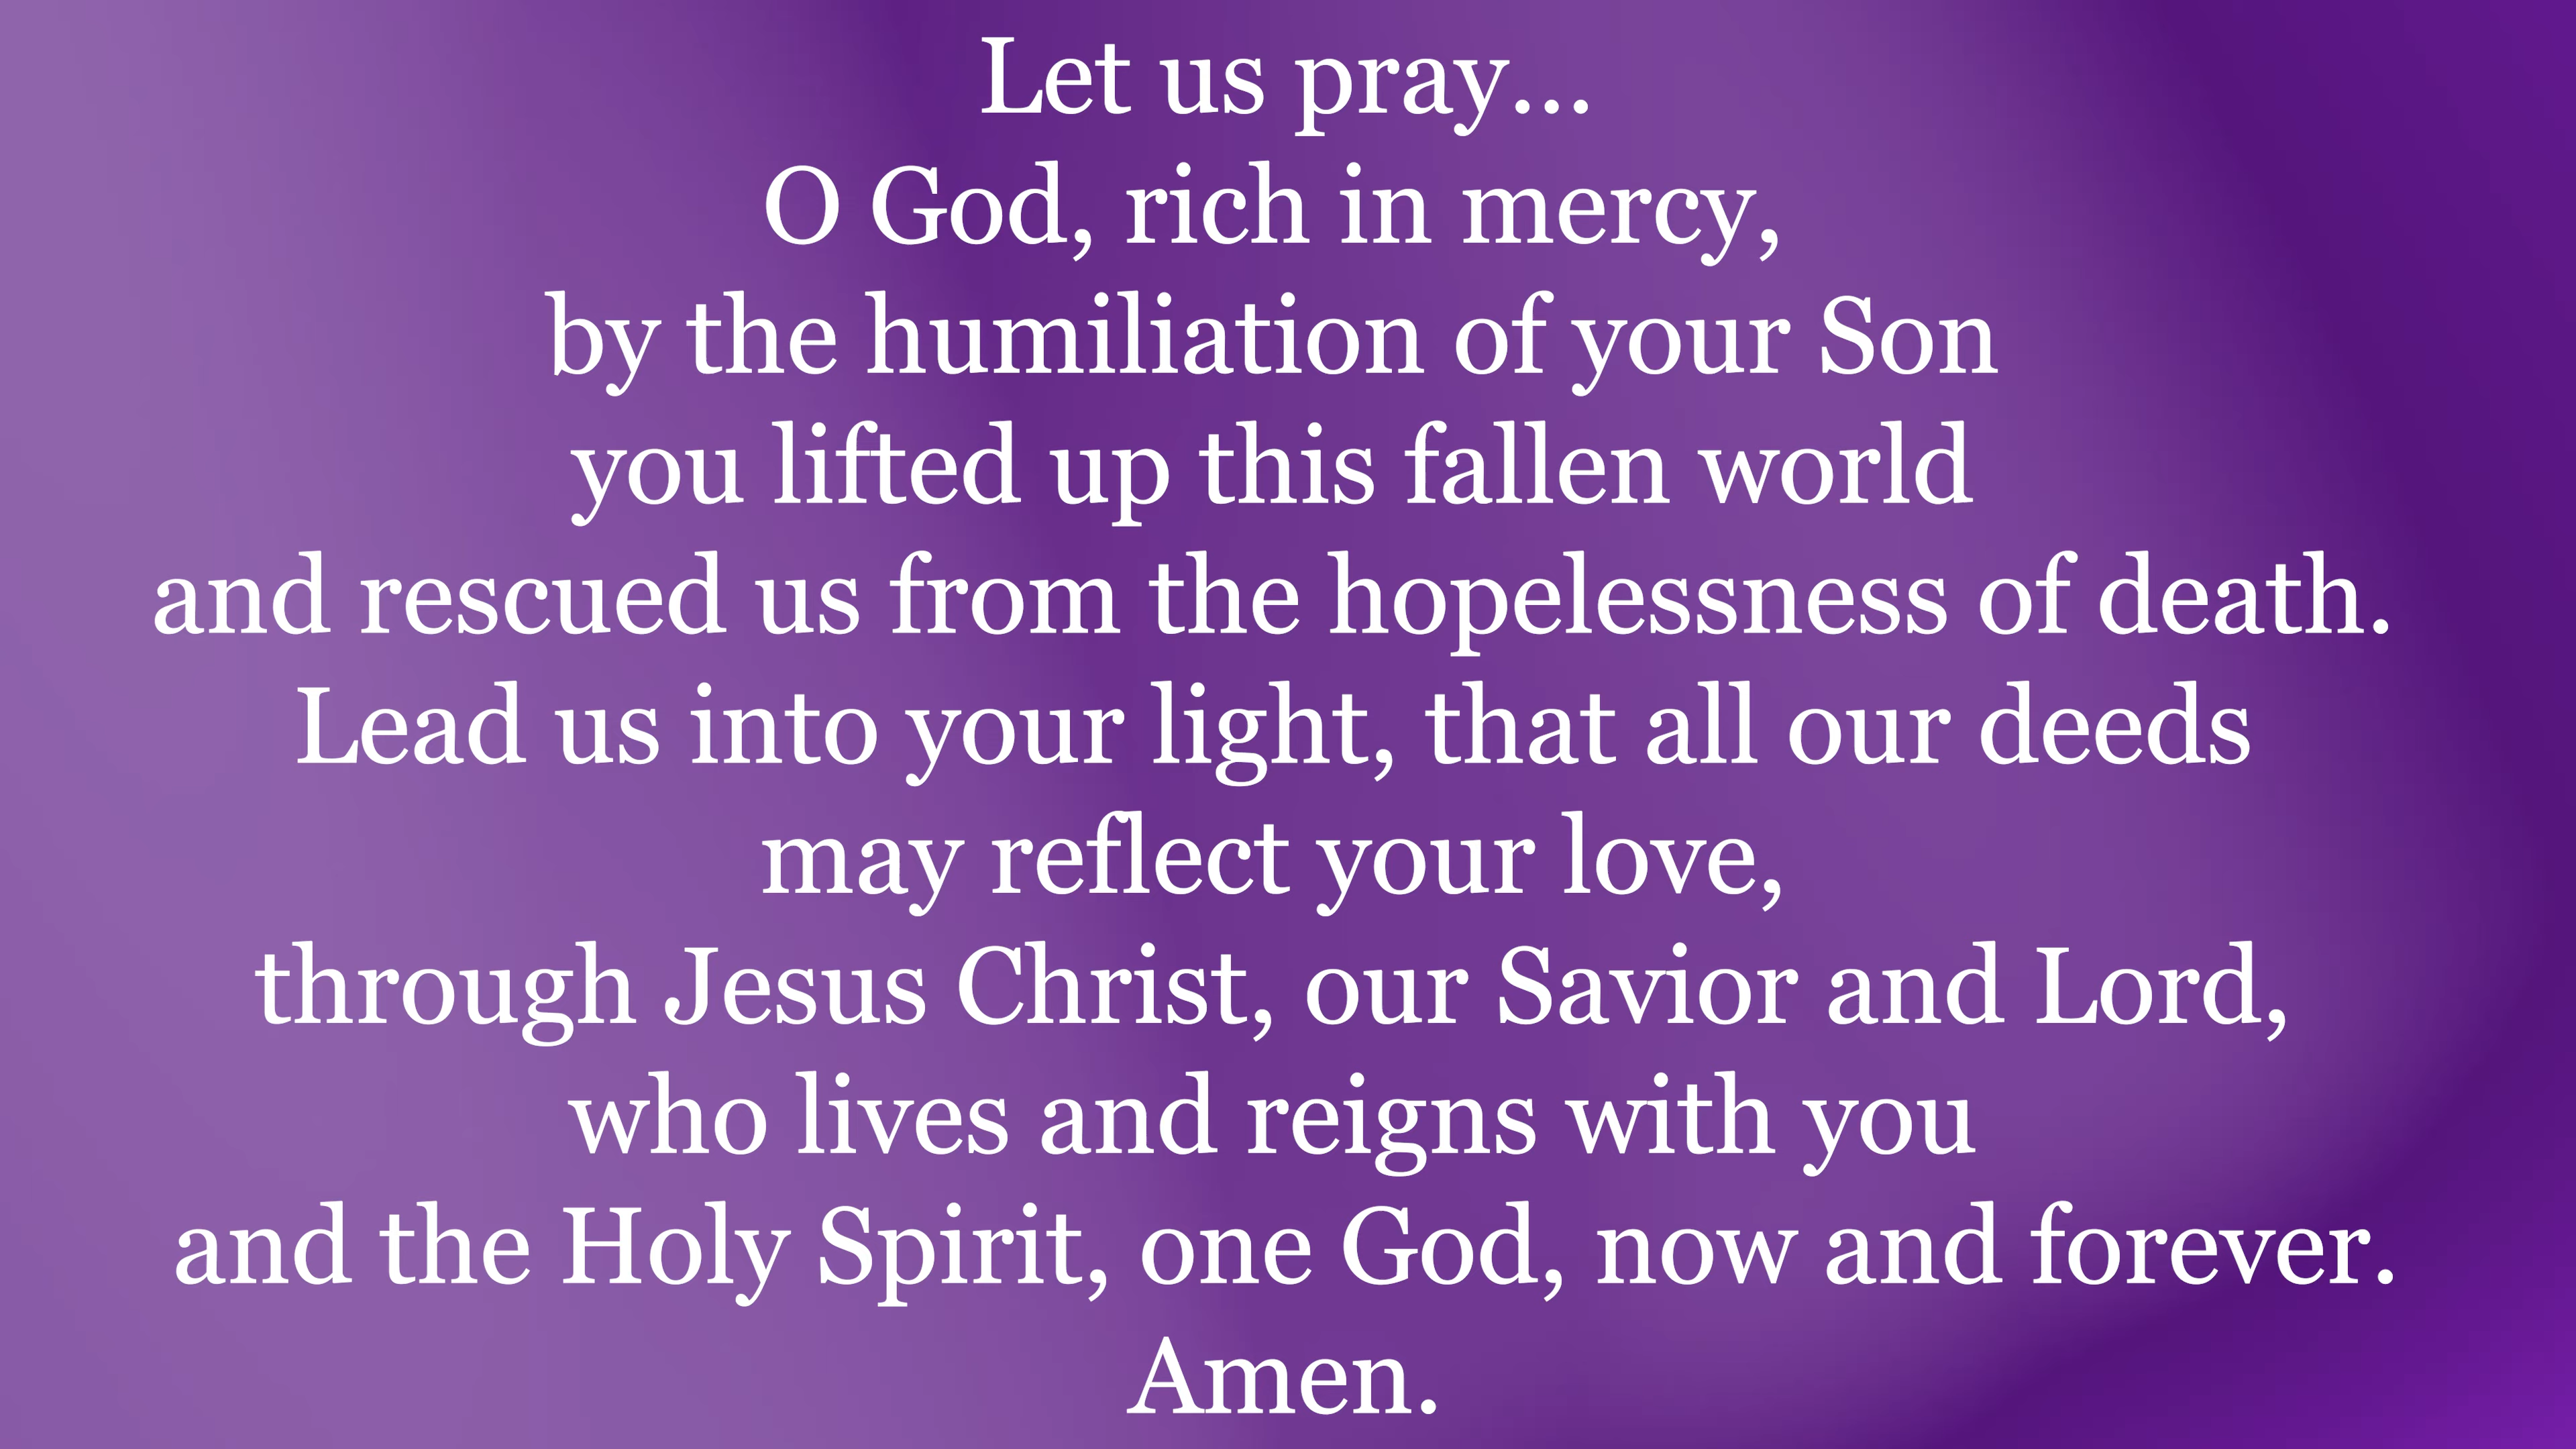 Let us pray...
O God, rich in mercy,
by the humiliation of your Son
you lifted up this fallen world
and rescued us from the hopelessness of death.
Lead us into your light, that all our deeds
may reflect your love,
through Jesus Christ, our Savior and Lord,
who lives and reigns with you
and the Holy Spirit, one God, now and forever.
Amen.